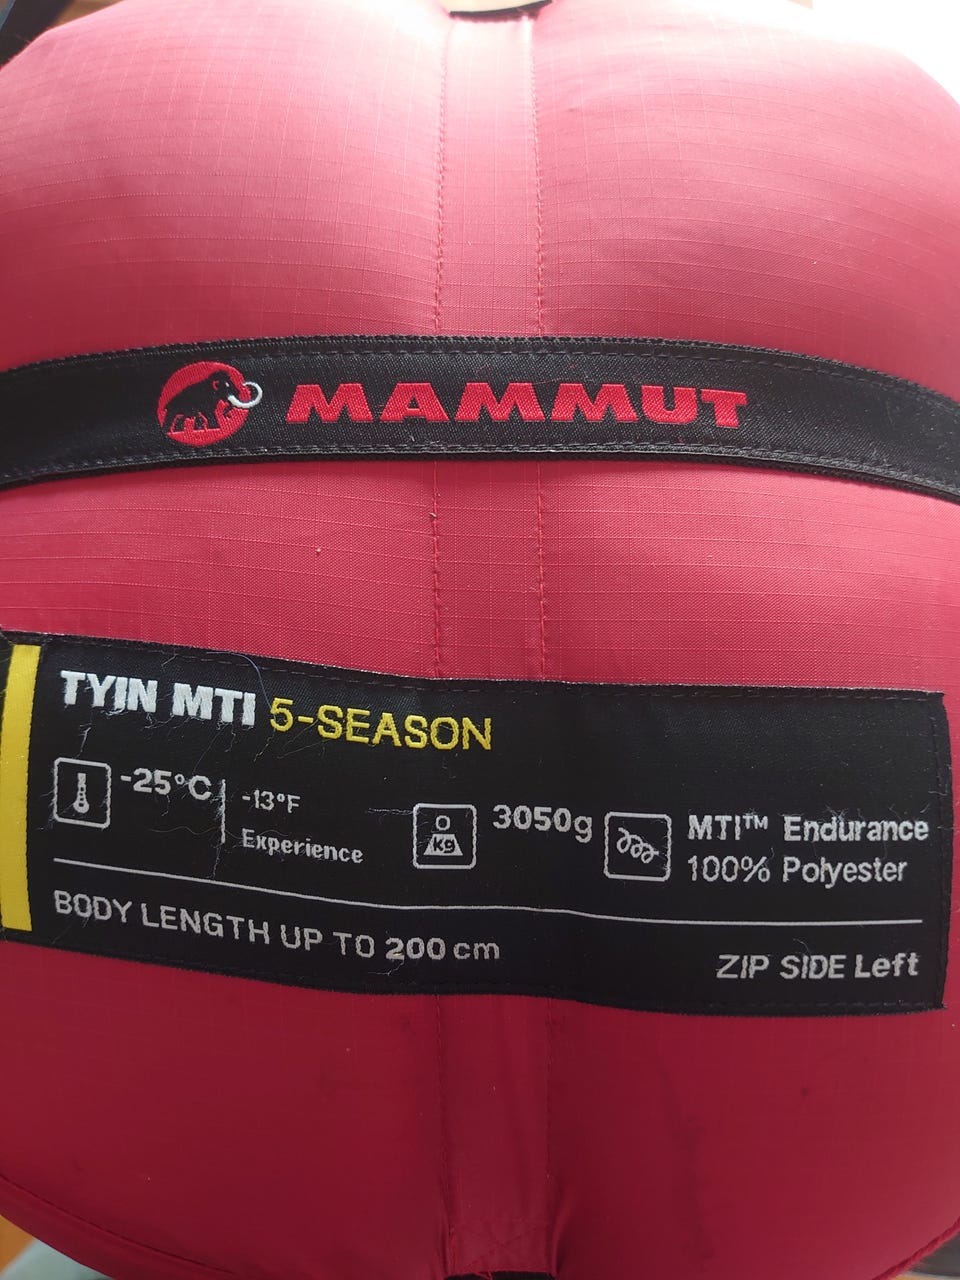 MAMMUT
TYIN MTI 5-SEASON
-25°C
-13°F
Experience
KG
3050g
MTI™ Endurance
100% Polyester
BODY LENGTH UP TO 200 cm
ZIP SIDE Left